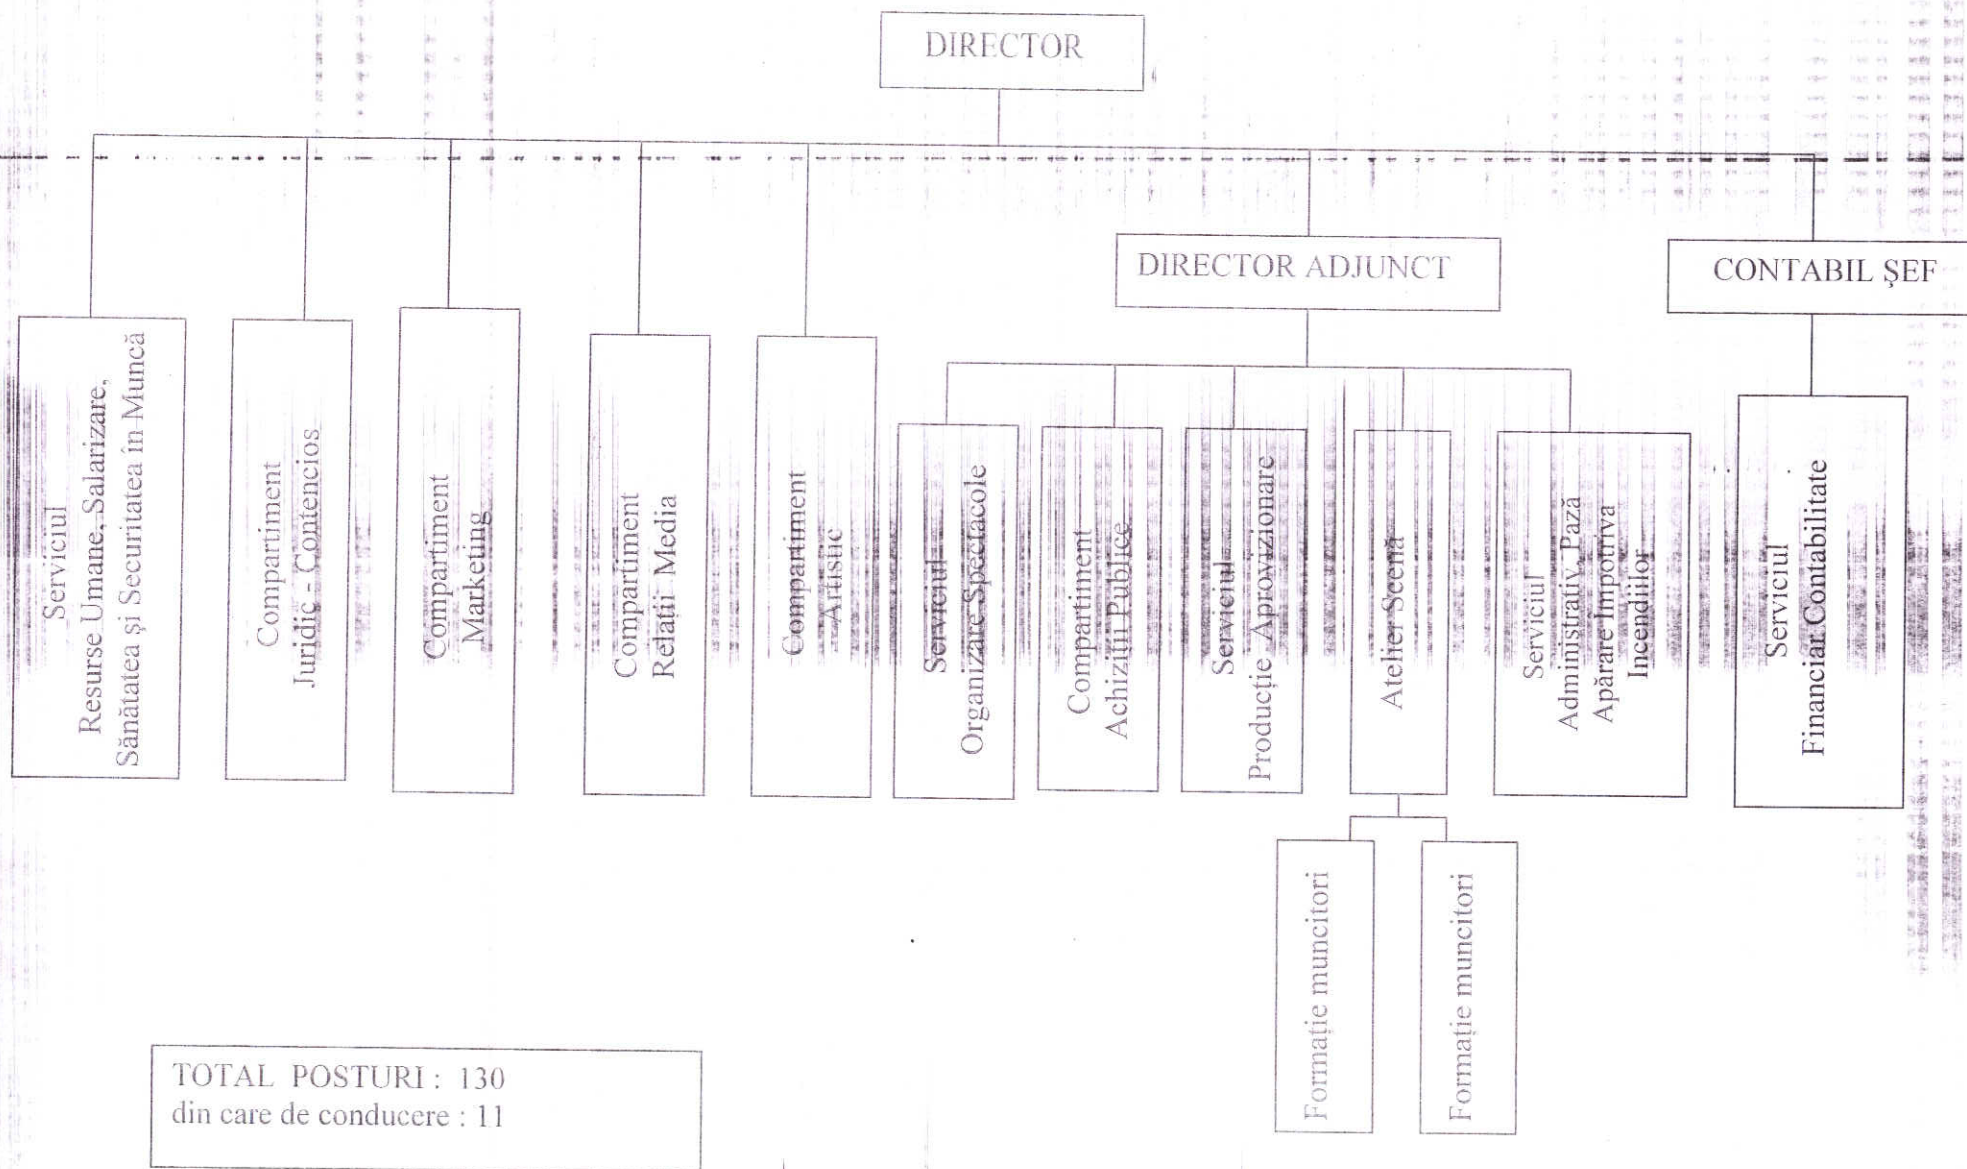 DIRECTOR
DIRECTOR ADJUNCT
CONTABIL ŞEF
Serviciul
Resurse Umane, Salarizare,
Sănătatea şi Securitatea în Muncă
Compartiment
Juridic - Contencios
Compartiment
Marketing
Compartiment
Relaţii Media
Compartiment
Artistic
Serviciul
Organizare Spectacole
Compartiment
Achiziţii Publice
Serviciul
Producţie Aprovizionare
Atelier Scenă
Serviciul
Administrativ, Pază
Apărare Împotriva
Incendiilor
Serviciul
Financiar Contabilitate
Formaţie muncitori
Formaţie muncitori
TOTAL POSTURI : 130
din care de conducere : 11